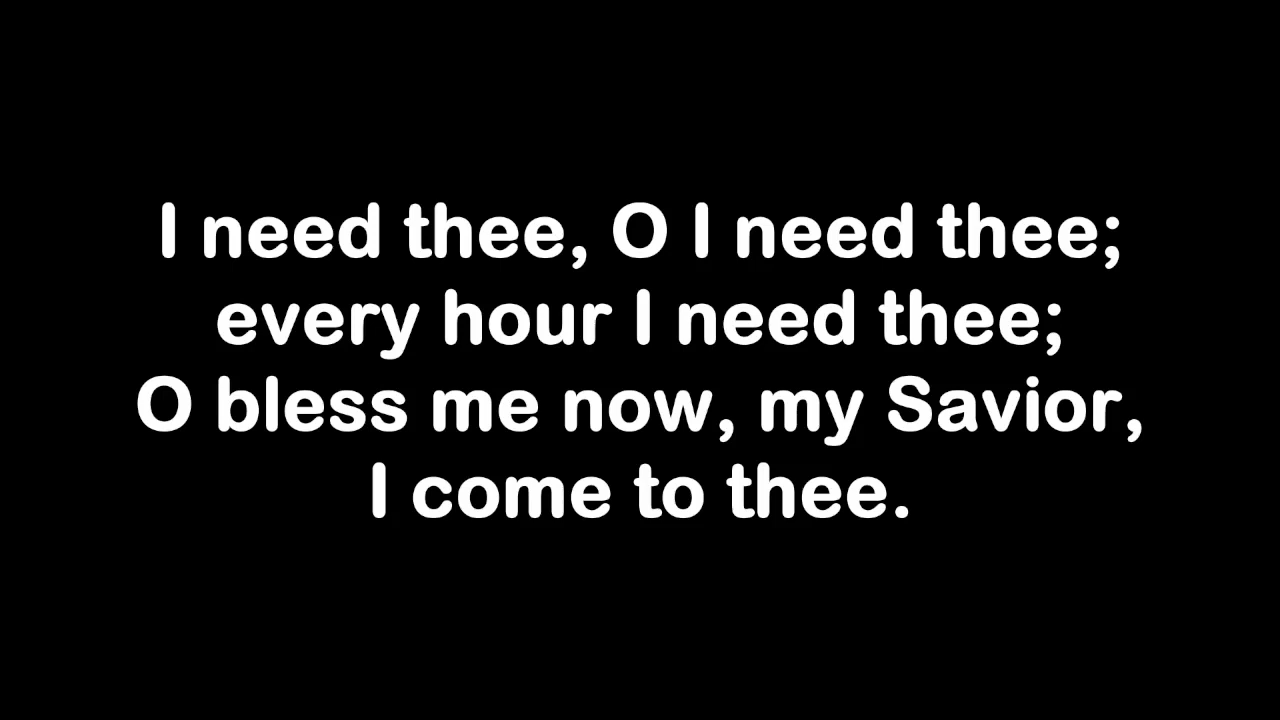 I need thee, O I need thee;
every hour I need thee;
O bless me now, my Savior,
I come to thee.